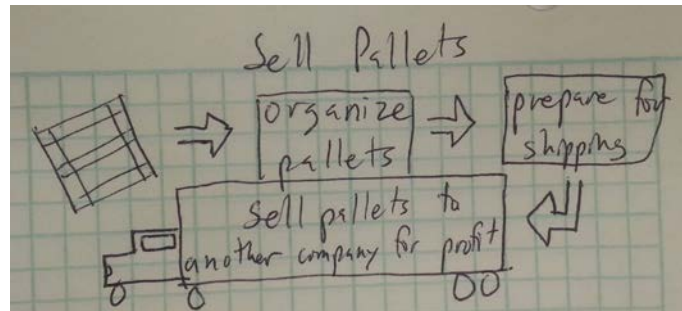 Sell Pallets
organize
pallets
prepare for
shipping
Sell pallets to
another company for profit